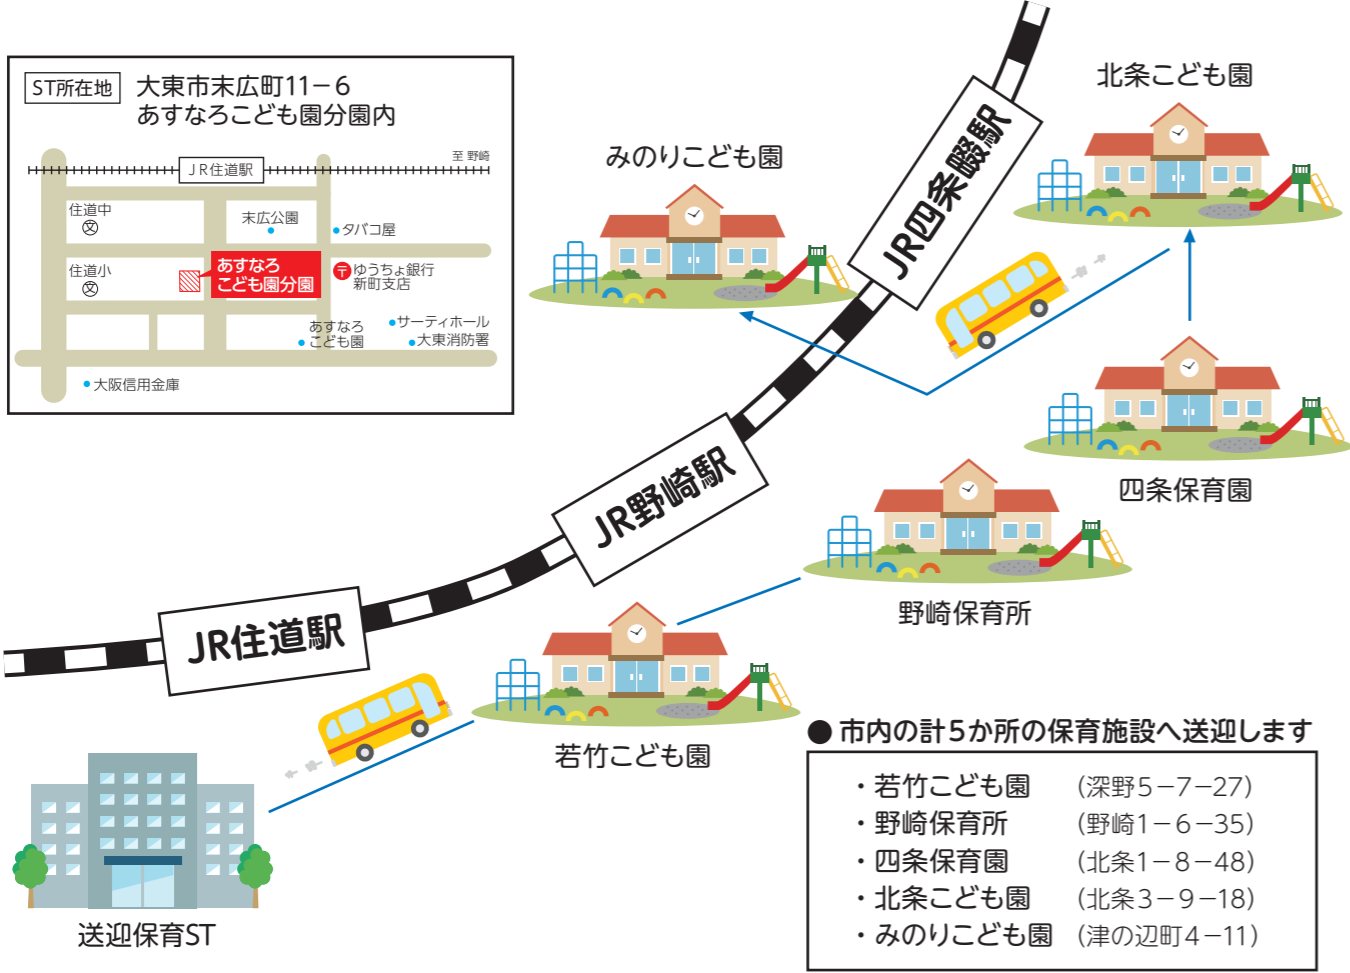 ST所在地
大東市末広町11−6
あすなろこども園分園内
JR住道駅
至 野崎
住道中
文
末広公園
タバコ屋
住道小
文
あすなろ
こども園分園
〒
ゆうちょ銀行
新町支店
あすなろ
こども園
サーティホール
大東消防署
大阪信用金庫
みのりこども園
JR四条畷駅
北条こども園
四条保育園
JR野崎駅
野崎保育所
JR住道駅
若竹こども園
送迎保育ST
● 市内の計5か所の保育施設へ送迎します
・若竹こども園 (深野5−7−27)
・野崎保育所 (野崎1−6−35)
・四条保育園 (北条1−8−48)
・北条こども園 (北条3−9−18)
・みのりこども園 (津の辺町4−11)